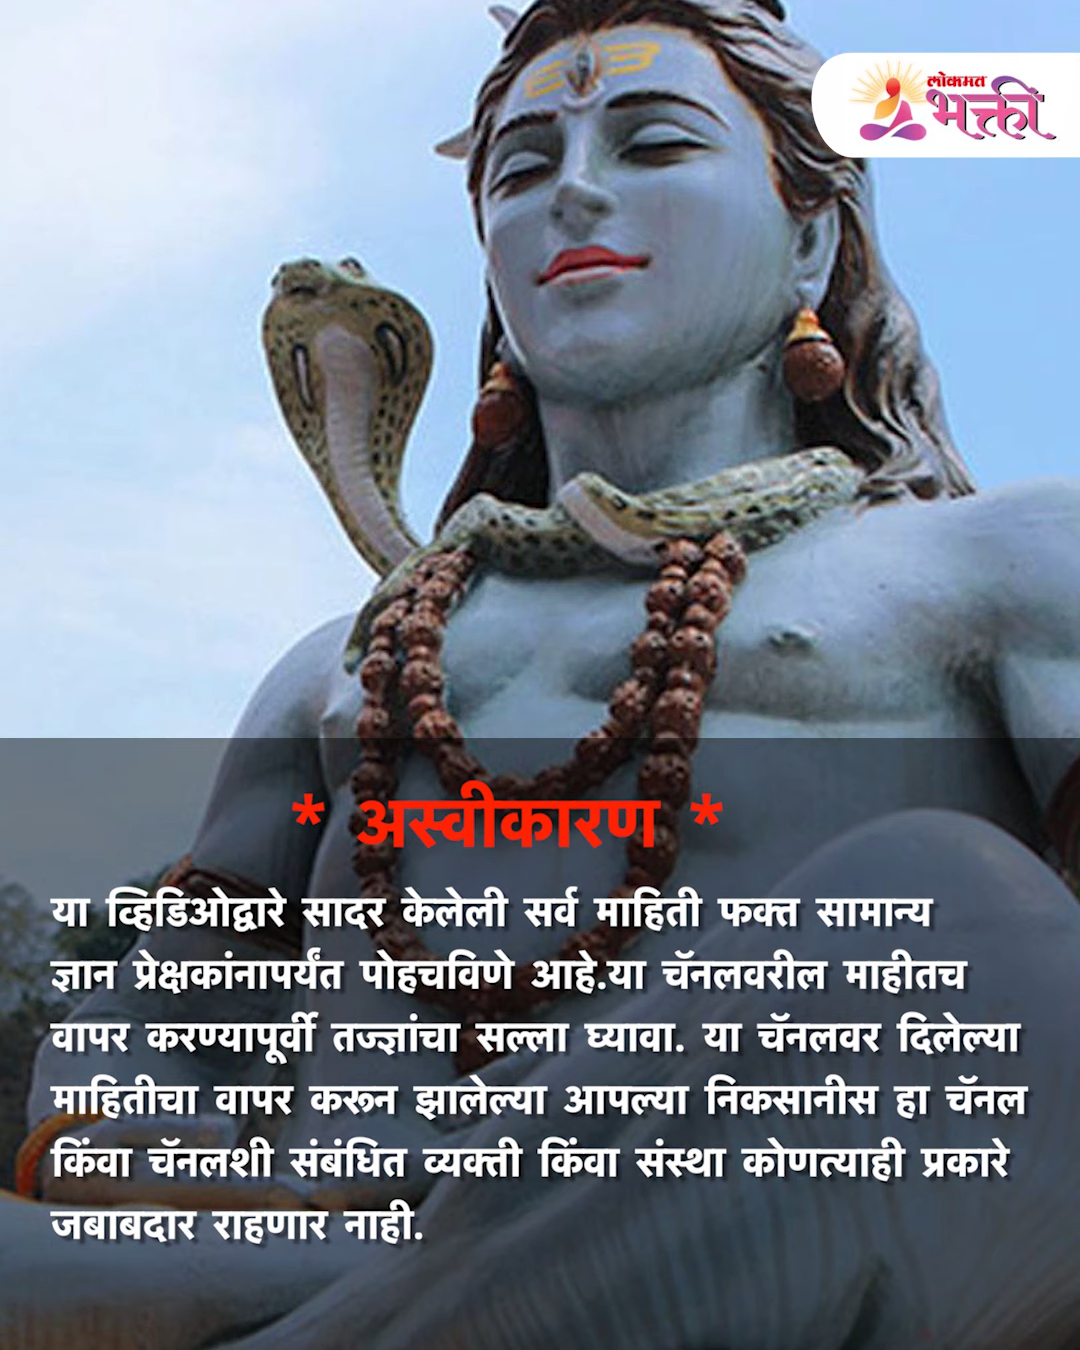 लोकमत
भक्ती
* अस्वीकारण *
या व्हिडिओद्वारे सादर केलेली सर्व माहिती फक्त सामान्य
ज्ञान प्रेक्षकांनापर्यंत पोहचविणे आहे.या चॅनलवरील माहीतच
वापर करण्यापूर्वी तज्ज्ञांचा सल्ला घ्यावा. या चॅनलवर दिलेल्या
माहितीचा वापर करून झालेल्या आपल्या निकसानीस हा चॅनल
किंवा चॅनलशी संबंधित व्यक्ती किंवा संस्था कोणत्याही प्रकारे
जबाबदार राहणार नाही.